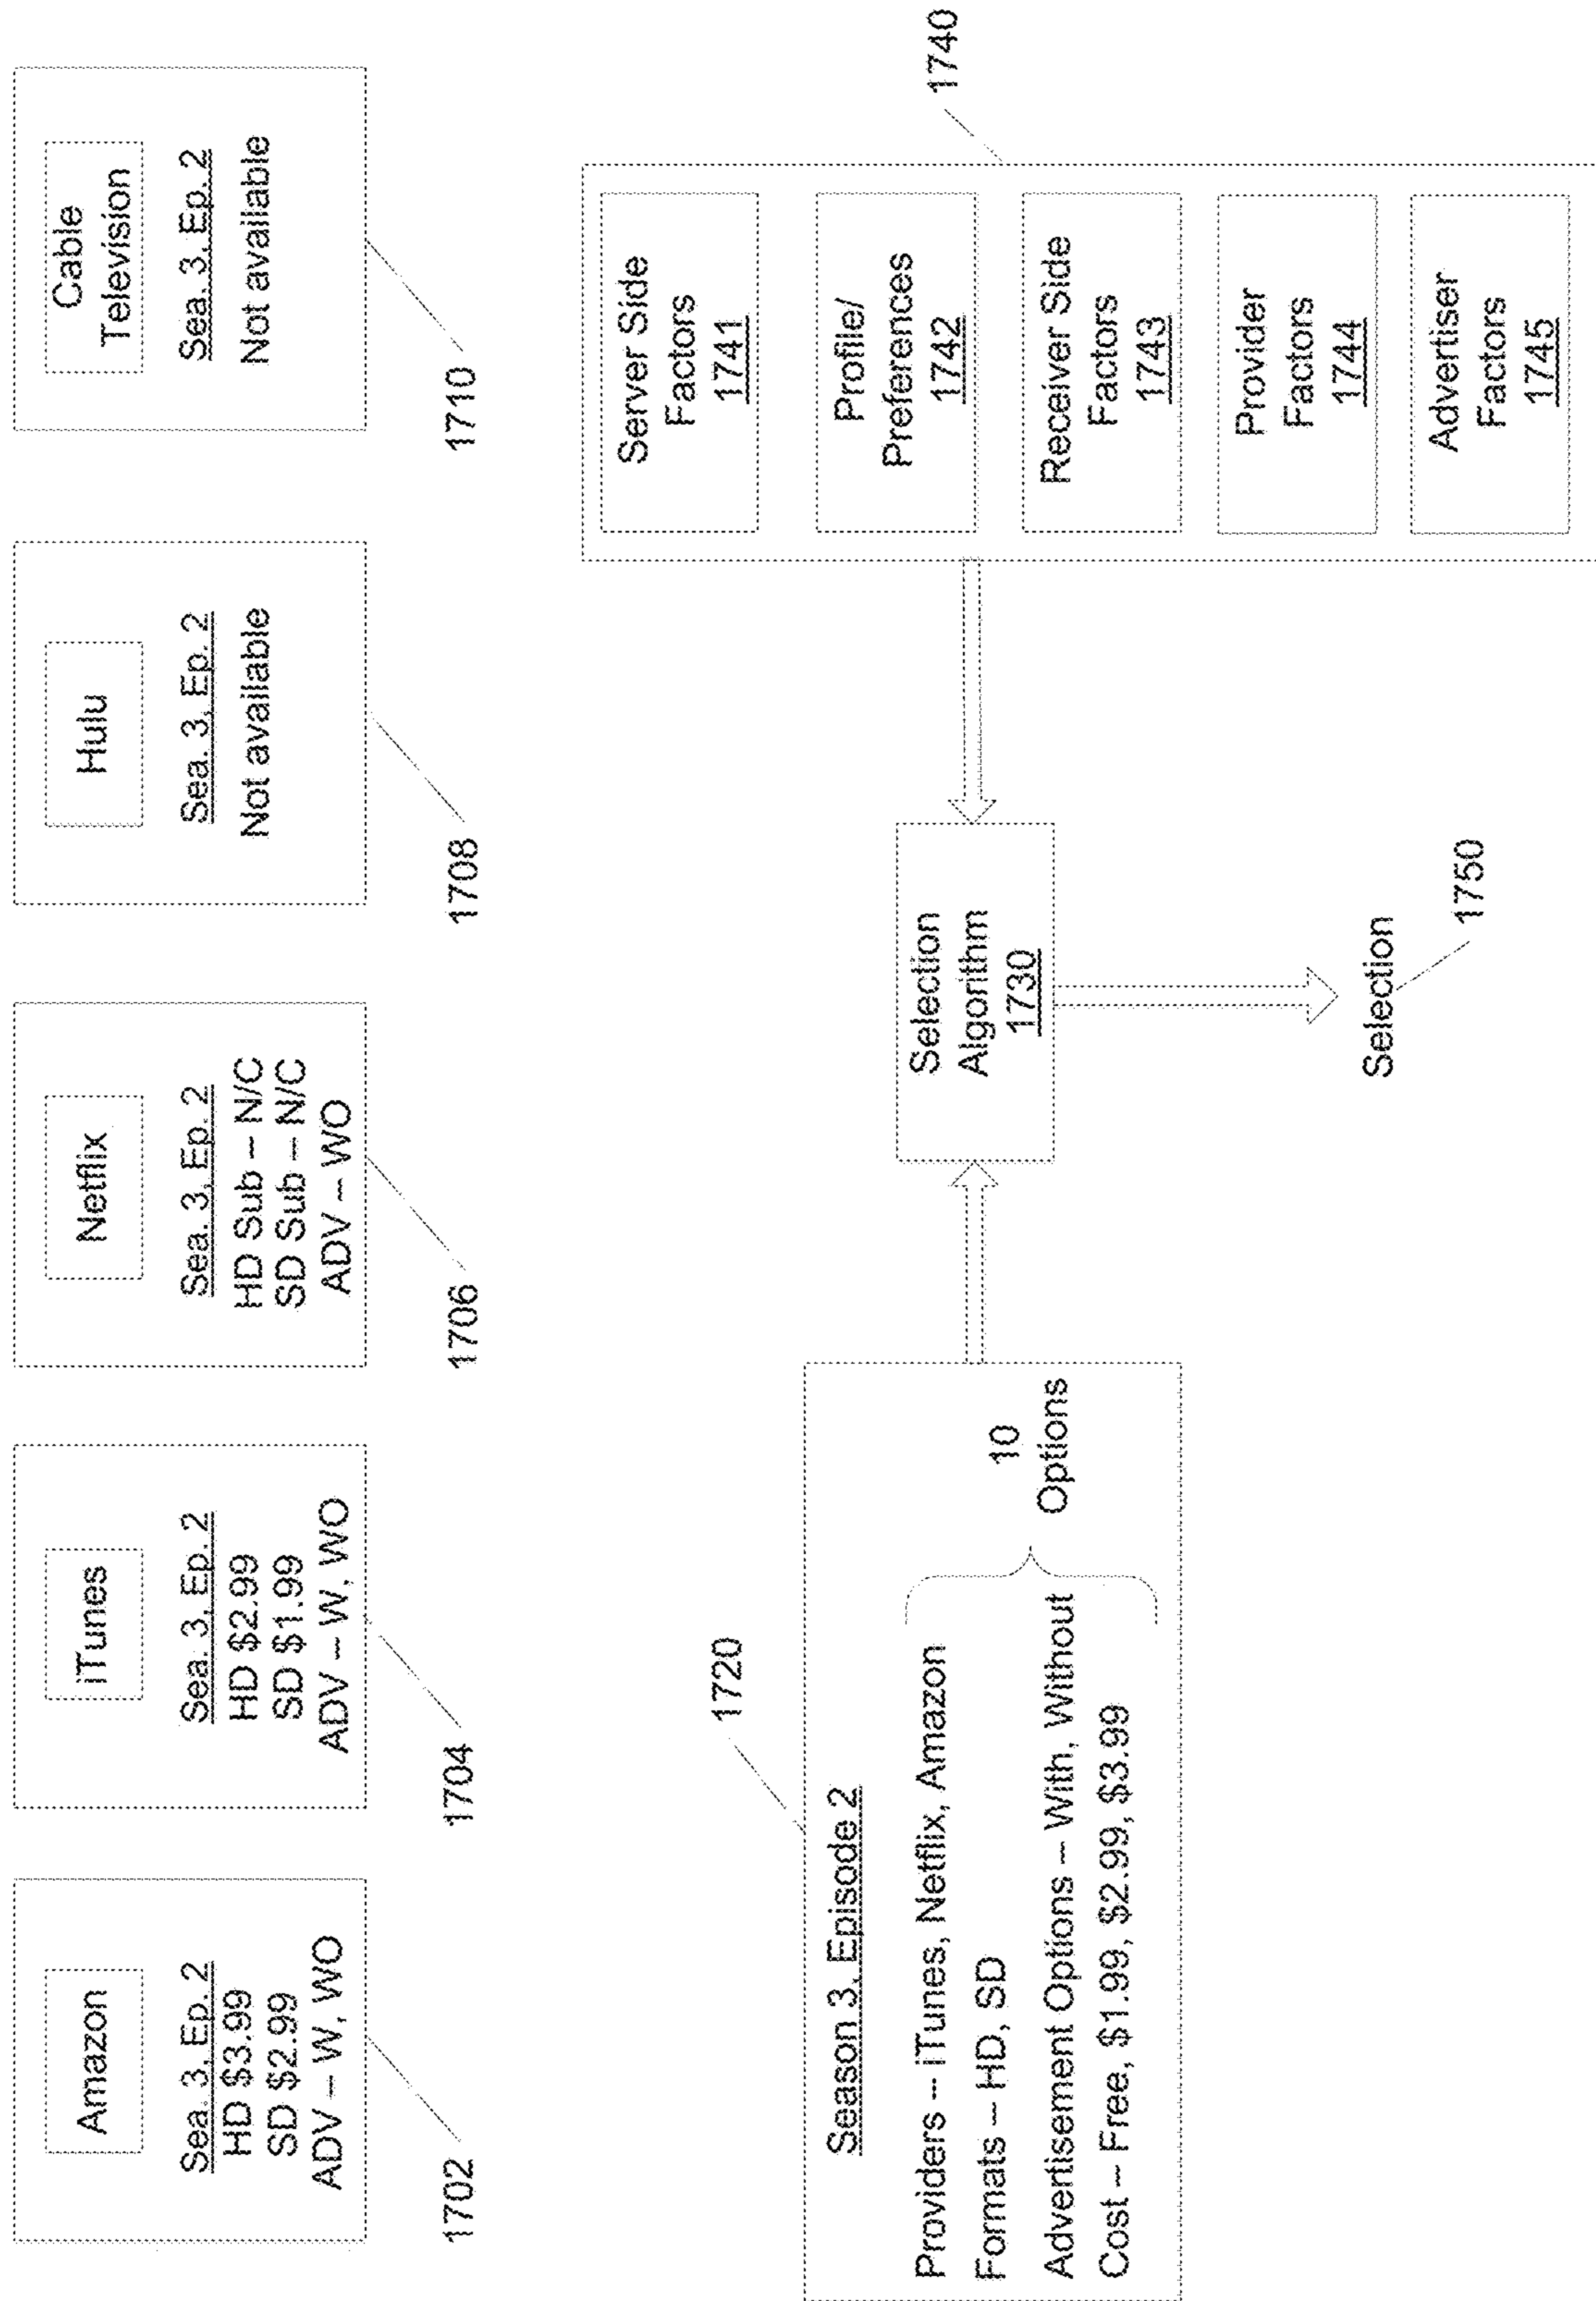 Amazon
Sea. 3, Ep. 2
HD $3.99
SD $2.99
ADV – W, WO
1702
iTunes
Sea. 3, Ep. 2
HD $2.99
SD $1.99
ADV – W, WO
1704
Netflix
Sea. 3, Ep. 2
HD Sub – N/C
SD Sub – N/C
ADV – WO
1706
Hulu
Sea. 3, Ep. 2
Not available
1708
Cable
Television
Sea. 3, Ep. 2
Not available
1710
1720
Season 3, Episode 2
Providers – iTunes, Netflix, Amazon
Formats – HD, SD
Advertisement Options – With, Without
Cost – Free, $1.99, $2.99, $3.99
10
Options
Selection
Algorithm
1730
Selection
1750
1740
Server Side
Factors
1741
Profile/
Preferences
1742
Receiver Side
Factors
1743
Provider
Factors
1744
Advertiser
Factors
1745